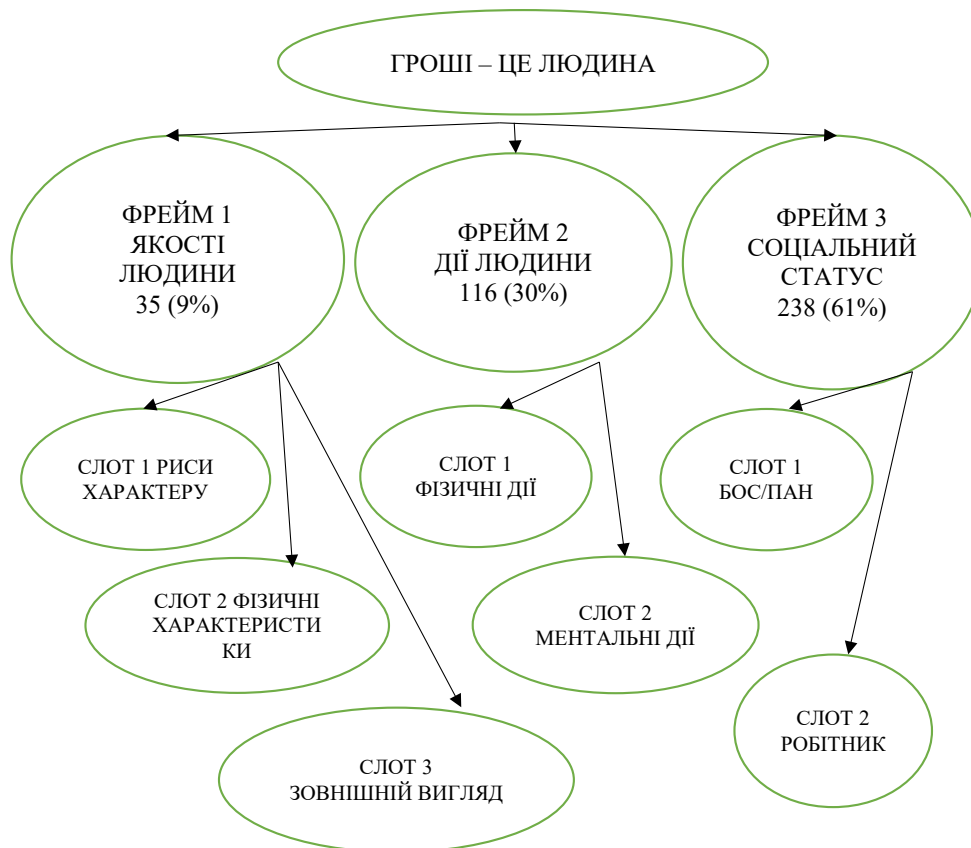 ГРОШІ – ЦЕ ЛЮДИНА
ФРЕЙМ 1
ЯКОСТІ
ЛЮДИНИ
35 (9%)
ФРЕЙМ 2
ДІЇ ЛЮДИНИ
116 (30%)
ФРЕЙМ 3
СОЦІАЛЬНИЙ
СТАТУС
238 (61%)
СЛОТ 1 РИСИ
ХАРАКТЕРУ
СЛОТ 1
ФІЗИЧНІ ДІЇ
СЛОТ 1
БОС/ПАН
СЛОТ 2 ФІЗИЧНІ
ХАРАКТЕРИСТИ
КИ
СЛОТ 2
МЕНТАЛЬНІ ДІЇ
СЛОТ 2
РОБІТНИК
СЛОТ 3
ЗОВНІШНІЙ ВИГЛЯД